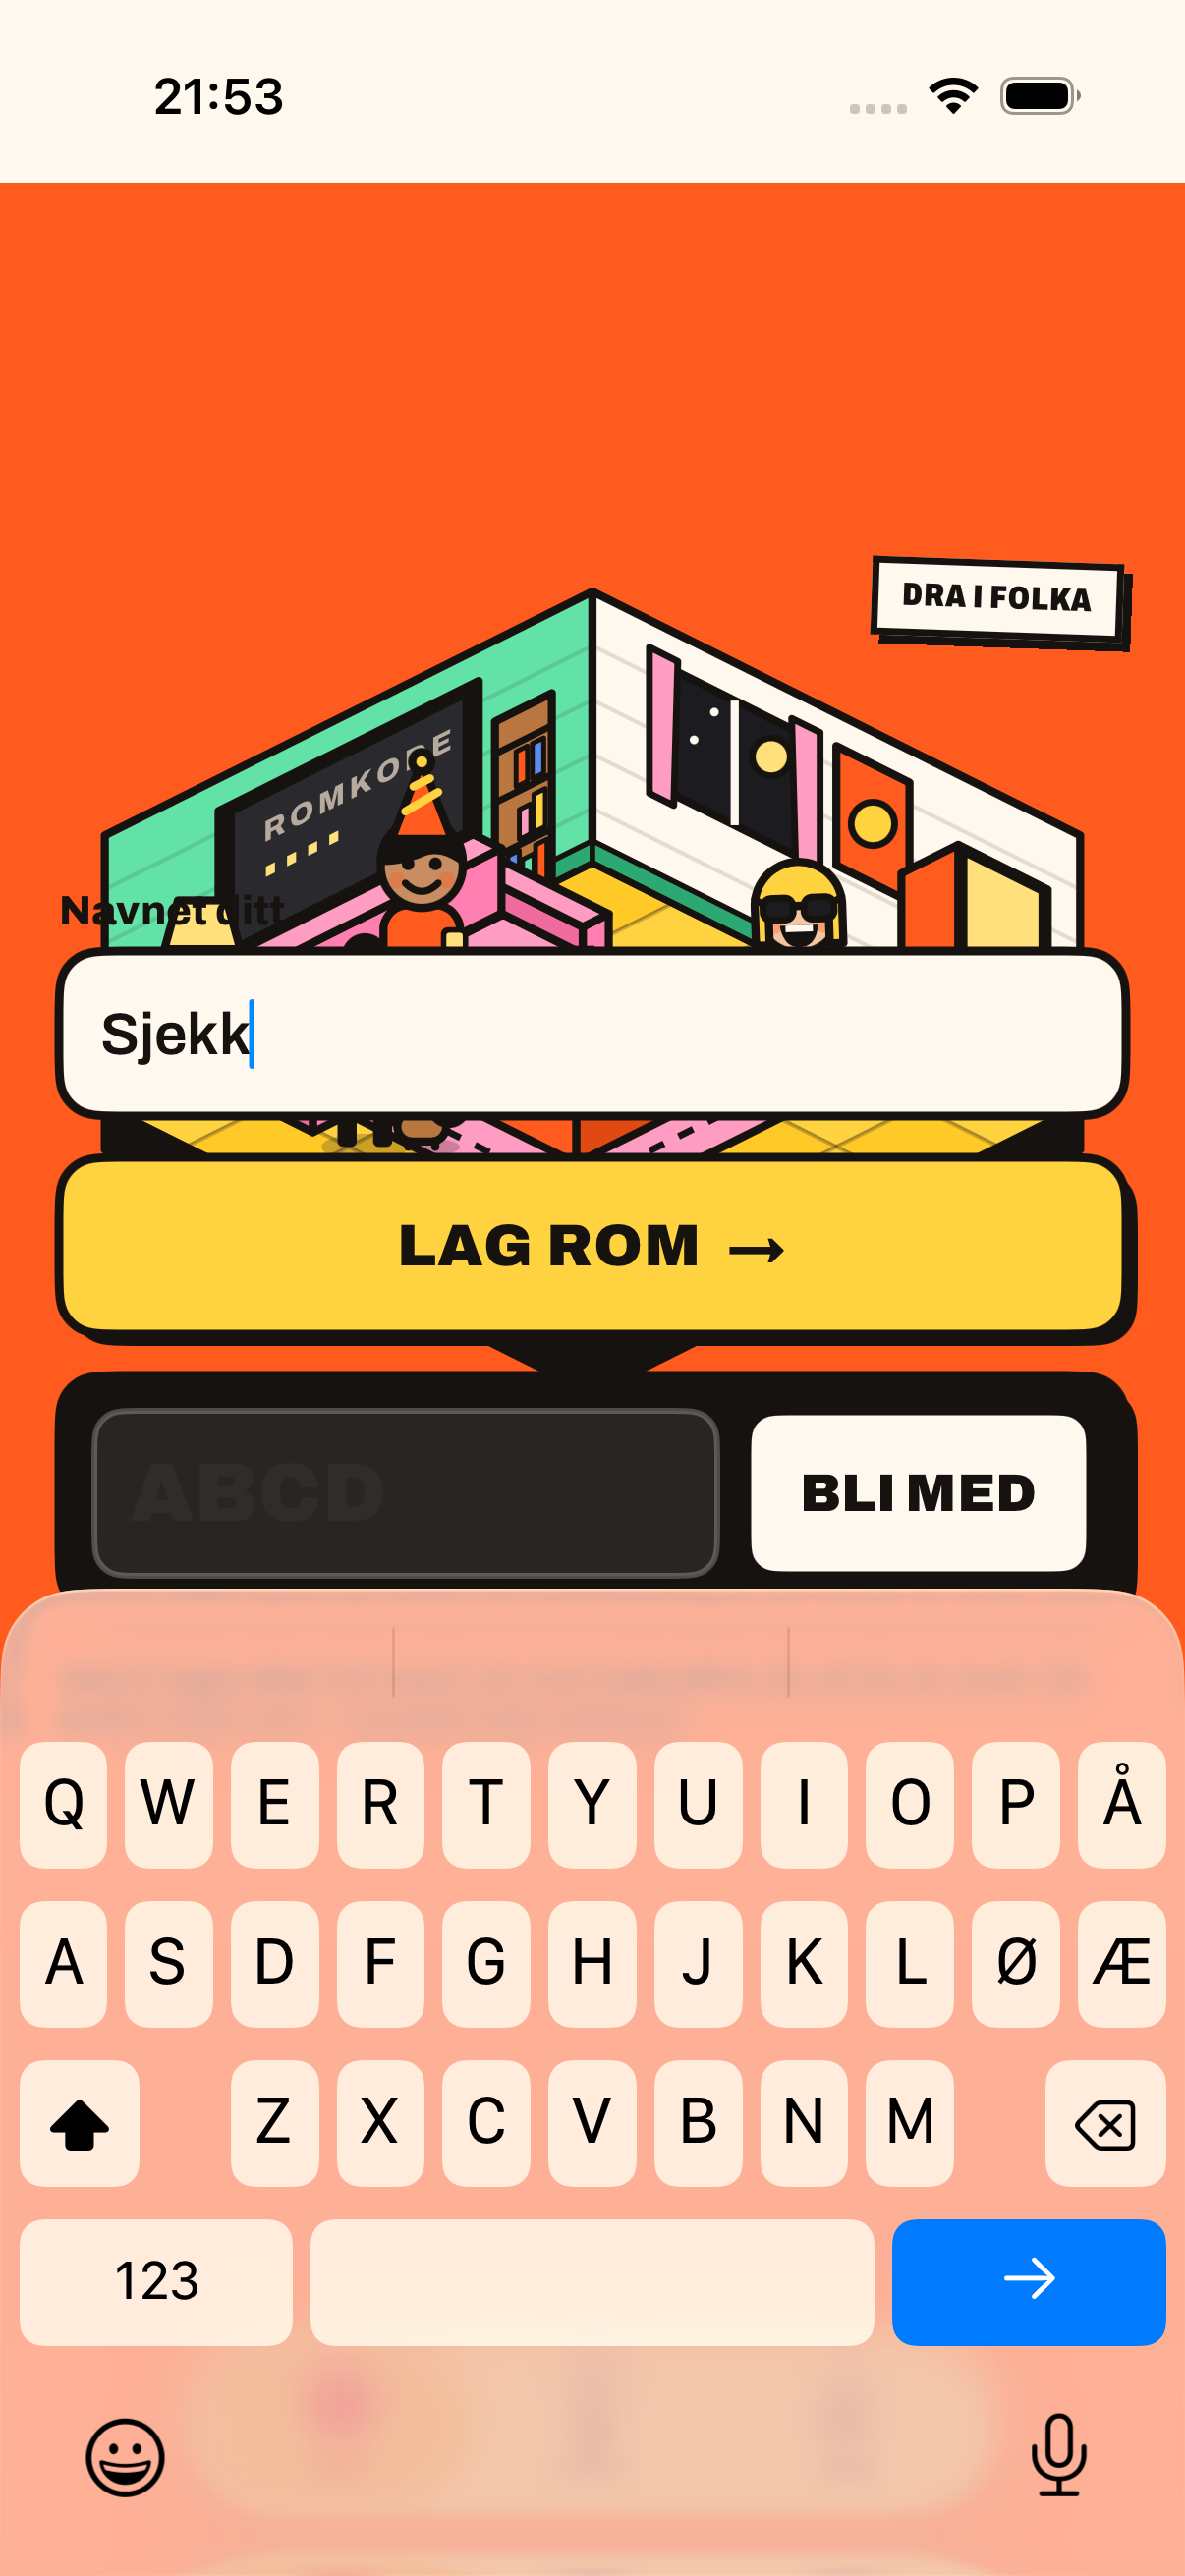 21:53
DRA I FOLKA
ROMKODE
Navnet ditt
Sjekk
LAG ROM →
ABCD
BLI MED
Q W E R T Y U I O P Å
A S D F G H J K L Ø Æ
Z X C V B N M
123